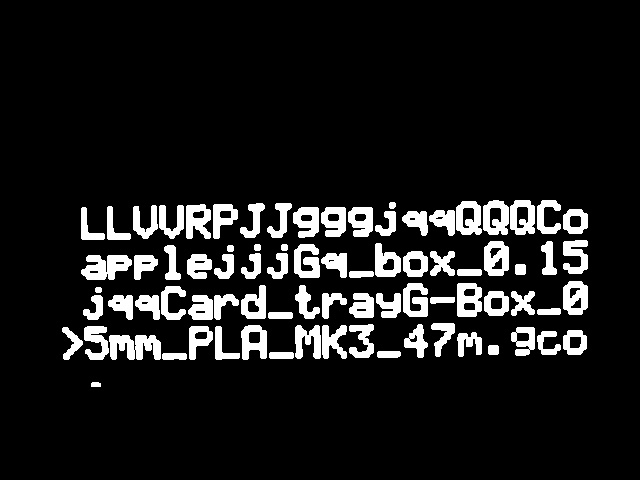 LLVVRPJJgggjqqQQQCo
applejjjGq_box_0.15
jqqCard_trayG-Box_0
>5mm_PLA_MK3_47m.gco